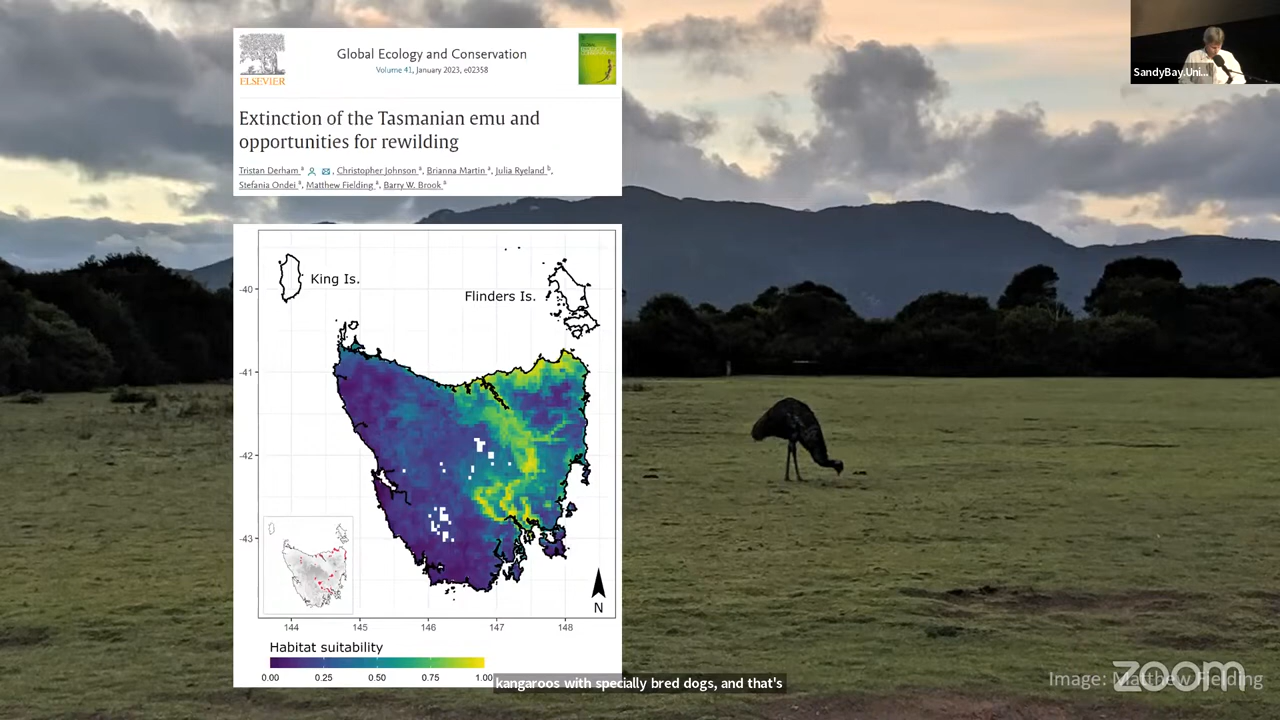 ELSEVIER
Global Ecology and Conservation
Volume 41, January 2023, e02358
Extinction of the Tasmanian emu and
opportunities for rewilding
Tristan Derham a, Christopher Johnson a, Brianna Martin a, Julia Ryeland b,
Stefania Ondei a, Matthew Fielding a, Barry W. Brook a
SandyBay.Uni...
King Is.
Flinders Is.
-40
-41
-42
-43
N
144 145 146 147 148
Habitat suitability
0.00 0.25 0.50 0.75 1.00
kangaroos with specially bred dogs, and that's
Image: Matthew Fielding
zoom